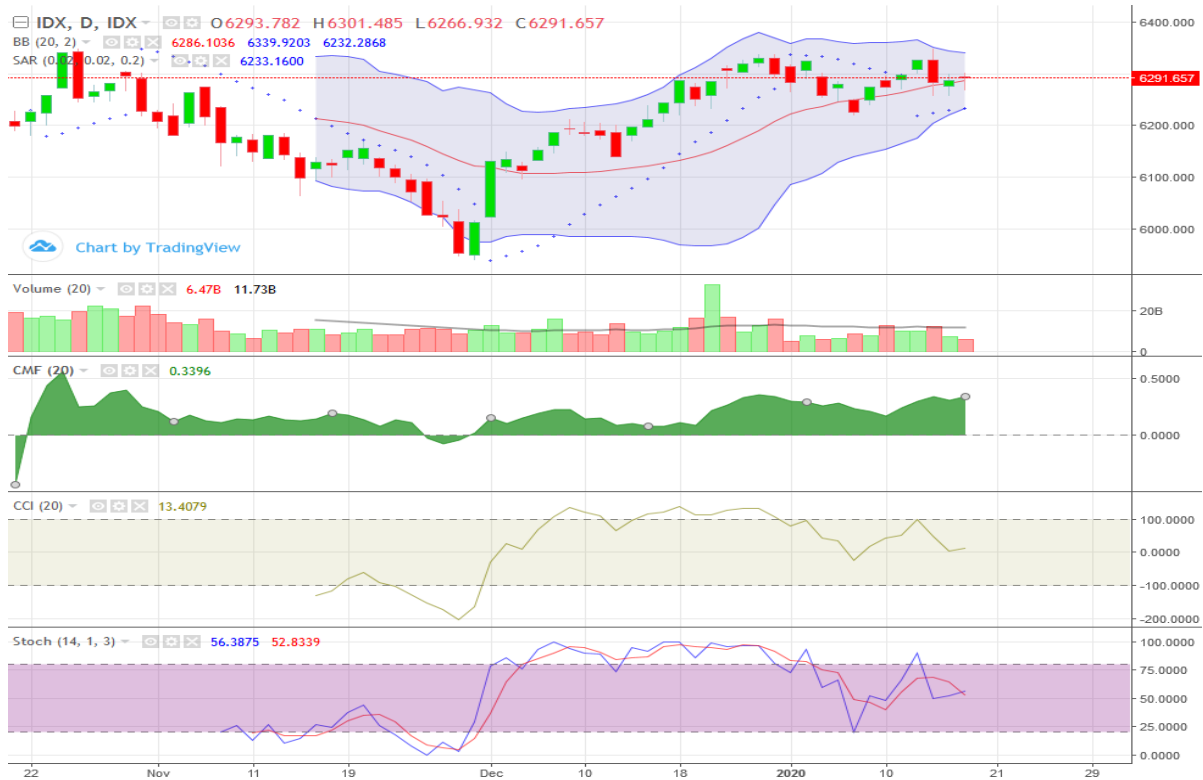 IDX, D, IDX O6293.782 H6301.485 L6266.932 C6291.657
BB (20, 2) 6286.1036 6339.9203 6232.2868
SAR (0.02, 0.02, 0.2) 6233.1600
6400.000
6291.657
6200.000
6100.000
6000.000
Chart by TradingView
Volume (20) 6.47B 11.73B
20B
0
CMF (20) 0.3396
0.5000
0.0000
CCI (20) 13.4079
100.0000
0.0000
-100.0000
-200.0000
Stoch (14, 1, 3) 56.3875 52.8339
100.0000
75.0000
50.0000
25.0000
0.0000
22 Nov 11 19 Dec 10 18 2020 10 21 29